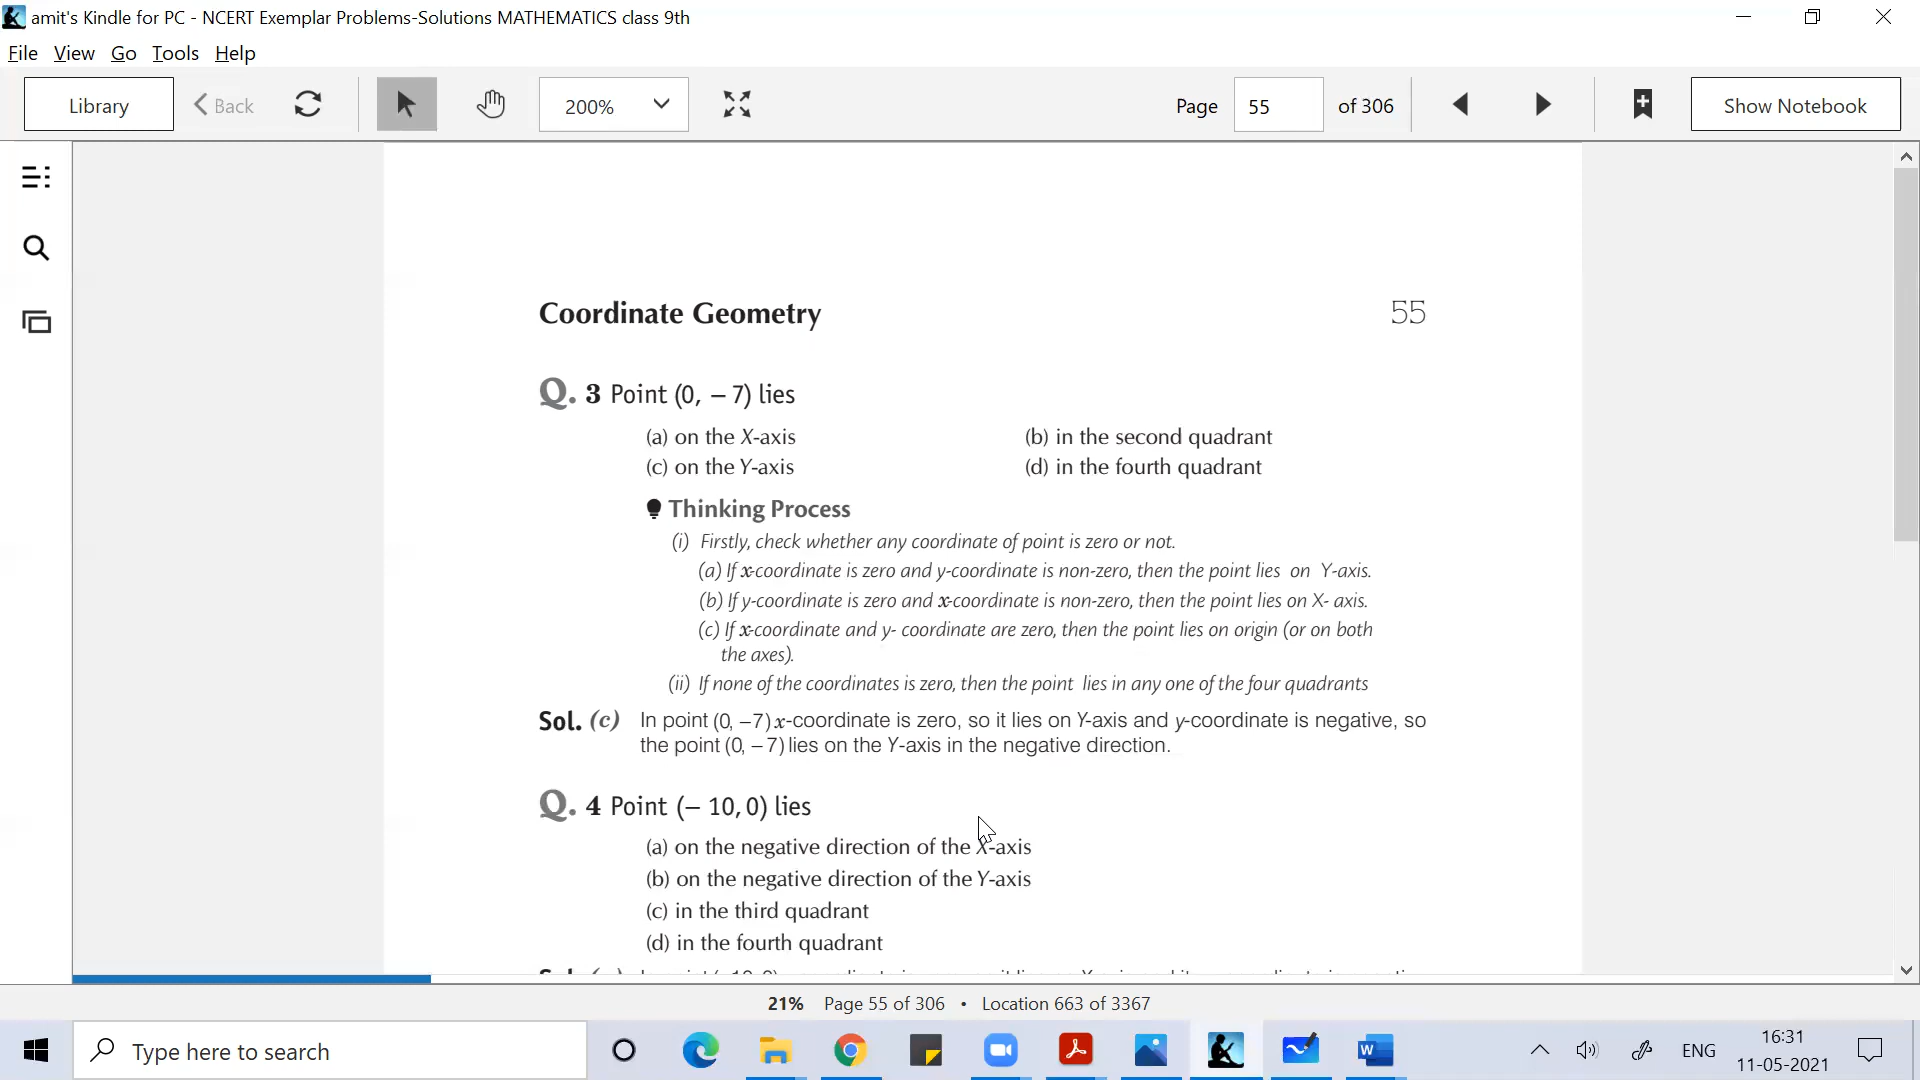 amit's Kindle for PC - NCERT Exemplar Problems-Solutions MATHEMATICS class 9th
File View Go Tools Help
Library Back 200% Page 55 of 306 Show Notebook
Coordinate Geometry 55
Q. 3 Point (0, – 7) lies
(a) on the X-axis (b) in the second quadrant
(c) on the Y-axis (d) in the fourth quadrant
Thinking Process
(i) Firstly, check whether any coordinate of point is zero or not.
(a) If x-coordinate is zero and y-coordinate is non-zero, then the point lies on Y-axis.
(b) If y-coordinate is zero and x-coordinate is non-zero, then the point lies on X- axis.
(c) If x-coordinate and y- coordinate are zero, then the point lies on origin (or on both
the axes).
(ii) If none of the coordinates is zero, then the point lies in any one of the four quadrants
Sol. (c) In point (0, –7) x-coordinate is zero, so it lies on Y-axis and y-coordinate is negative, so
the point (0, – 7) lies on the Y-axis in the negative direction.
Q. 4 Point (– 10, 0) lies
(a) on the negative direction of the X-axis
(b) on the negative direction of the Y-axis
(c) in the third quadrant
(d) in the fourth quadrant
21% Page 55 of 306 • Location 663 of 3367
Type here to search ENG 16:31
11-05-2021